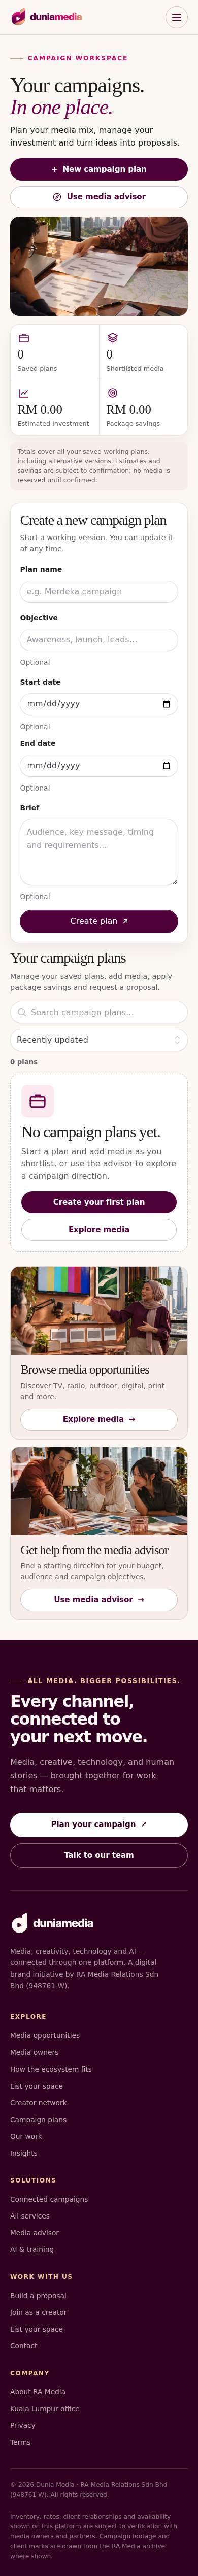 duniamedia
CAMPAIGN WORKSPACE
Your campaigns.
In one place.
Plan your media mix, manage your
investment and turn ideas into proposals.
+ New campaign plan
Use media advisor
0
Saved plans
0
Shortlisted media
RM 0.00
Estimated investment
RM 0.00
Package savings
Totals cover all your saved working plans,
including alternative versions. Estimates and
savings are subject to confirmation; no media is
reserved until confirmed.
Create a new campaign plan
Start a working version. You can update it
at any time.
Plan name
e.g. Merdeka campaign
Objective
Awareness, launch, leads...
Optional
Start date
mm/dd/yyyy
Optional
End date
mm/dd/yyyy
Optional
Brief
Audience, key message, timing
and requirements...
Optional
Create plan ↗
Your campaign plans
Manage your saved plans, add media, apply
package savings and request a proposal.
Search campaign plans...
Recently updated
0 plans
No campaign plans yet.
Start a plan and add media as you
shortlist, or use the advisor to explore
a campaign direction.
Create your first plan
Explore media
Browse media opportunities
Discover TV, radio, outdoor, digital, print
and more.
Explore media →
Get help from the media advisor
Find a starting direction for your budget,
audience and campaign objectives.
Use media advisor →
ALL MEDIA. BIGGER POSSIBILITIES.
Every channel,
connected to
your next move.
Media, creative, technology, and human
stories — brought together for work
that matters.
Plan your campaign ↗
Talk to our team
duniamedia
Media, creativity, technology and AI —
connected through one platform. A digital
brand initiative by RA Media Relations Sdn
Bhd (948761-W).
EXPLORE
Media opportunities
Media owners
How the ecosystem fits
List your space
Creator network
Campaign plans
Our work
Insights
SOLUTIONS
Connected campaigns
All services
Media advisor
AI & training
WORK WITH US
Build a proposal
Join as a creator
List your space
Contact
COMPANY
About RA Media
Kuala Lumpur office
Privacy
Terms
© 2026 Dunia Media · RA Media Relations Sdn Bhd
(948761-W). All rights reserved.
Inventory, rates, client relationships and availability
shown on this platform are subject to verification with
media owners and partners. Campaign footage and
client marks are drawn from the RA Media archive
where shown.